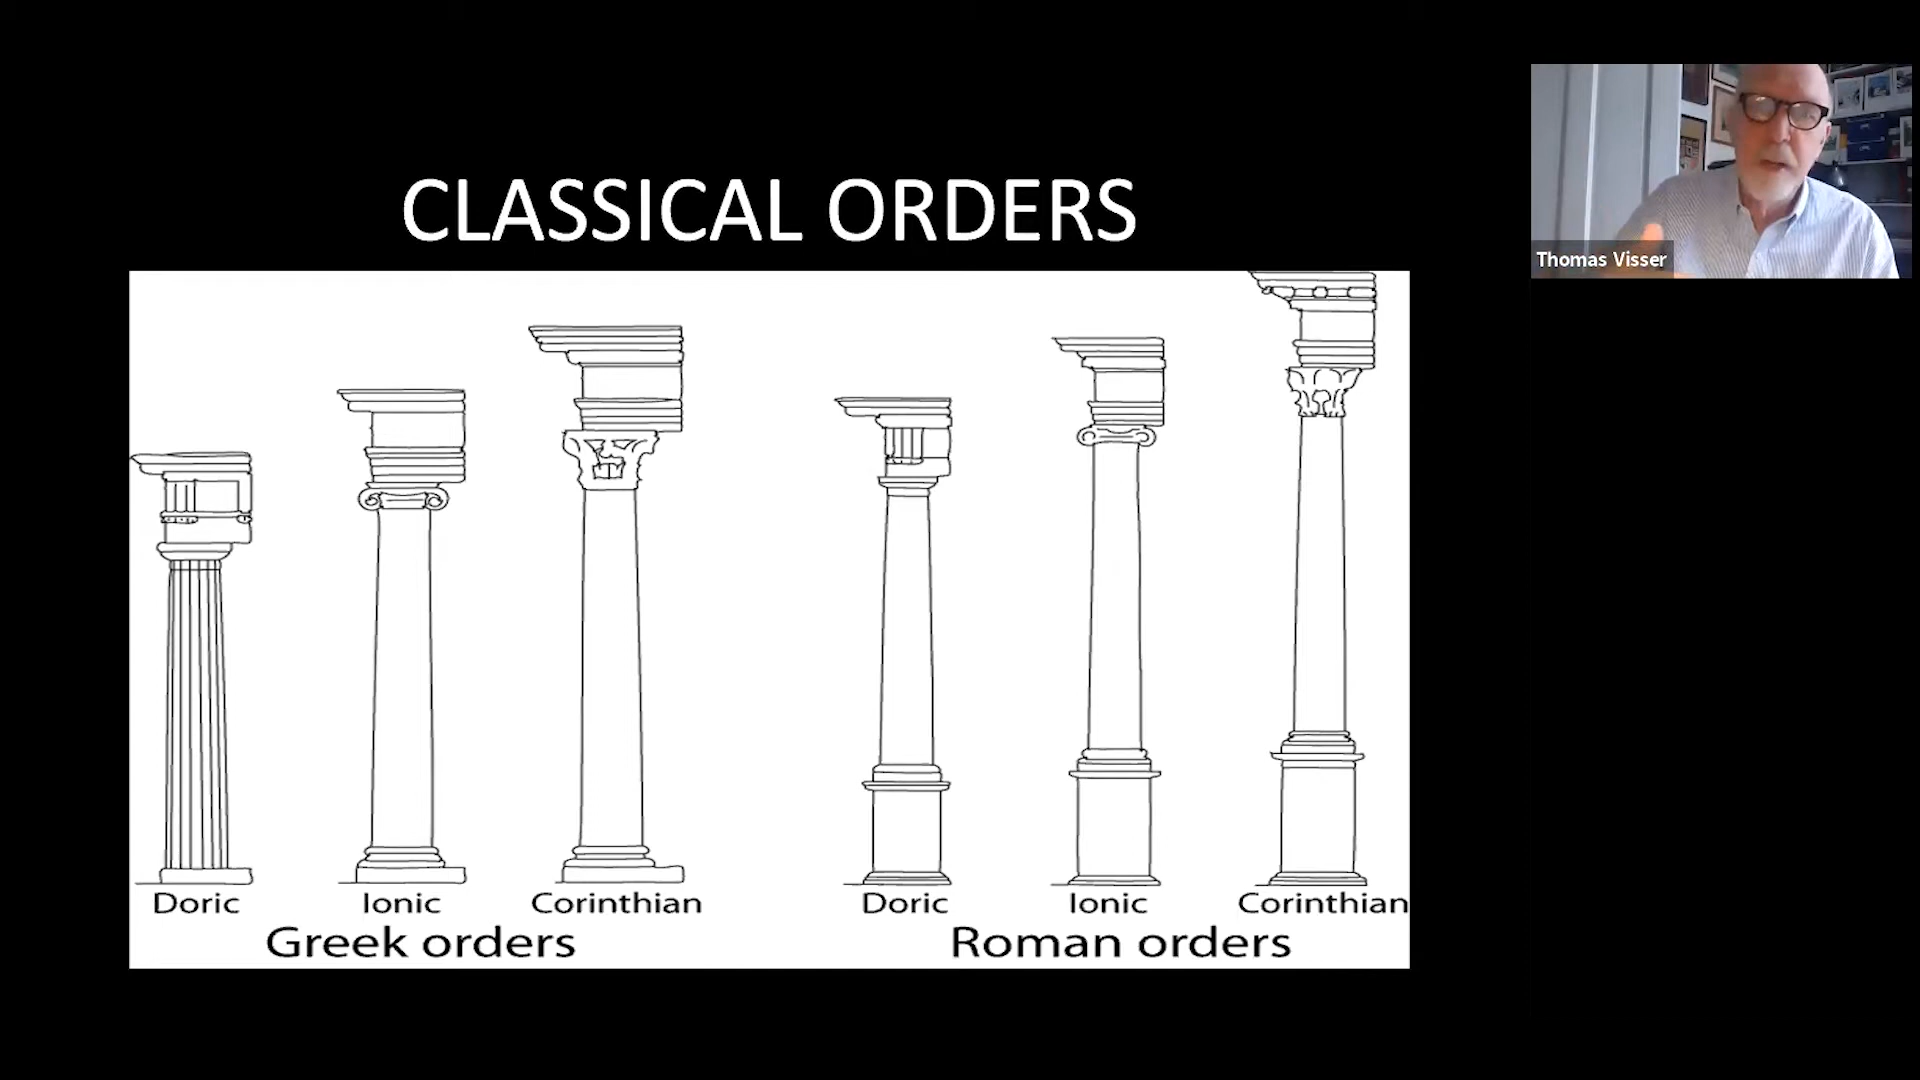 CLASSICAL ORDERS
Thomas Visser
Doric Ionic Corinthian Doric Ionic Corinthian
Greek orders Roman orders